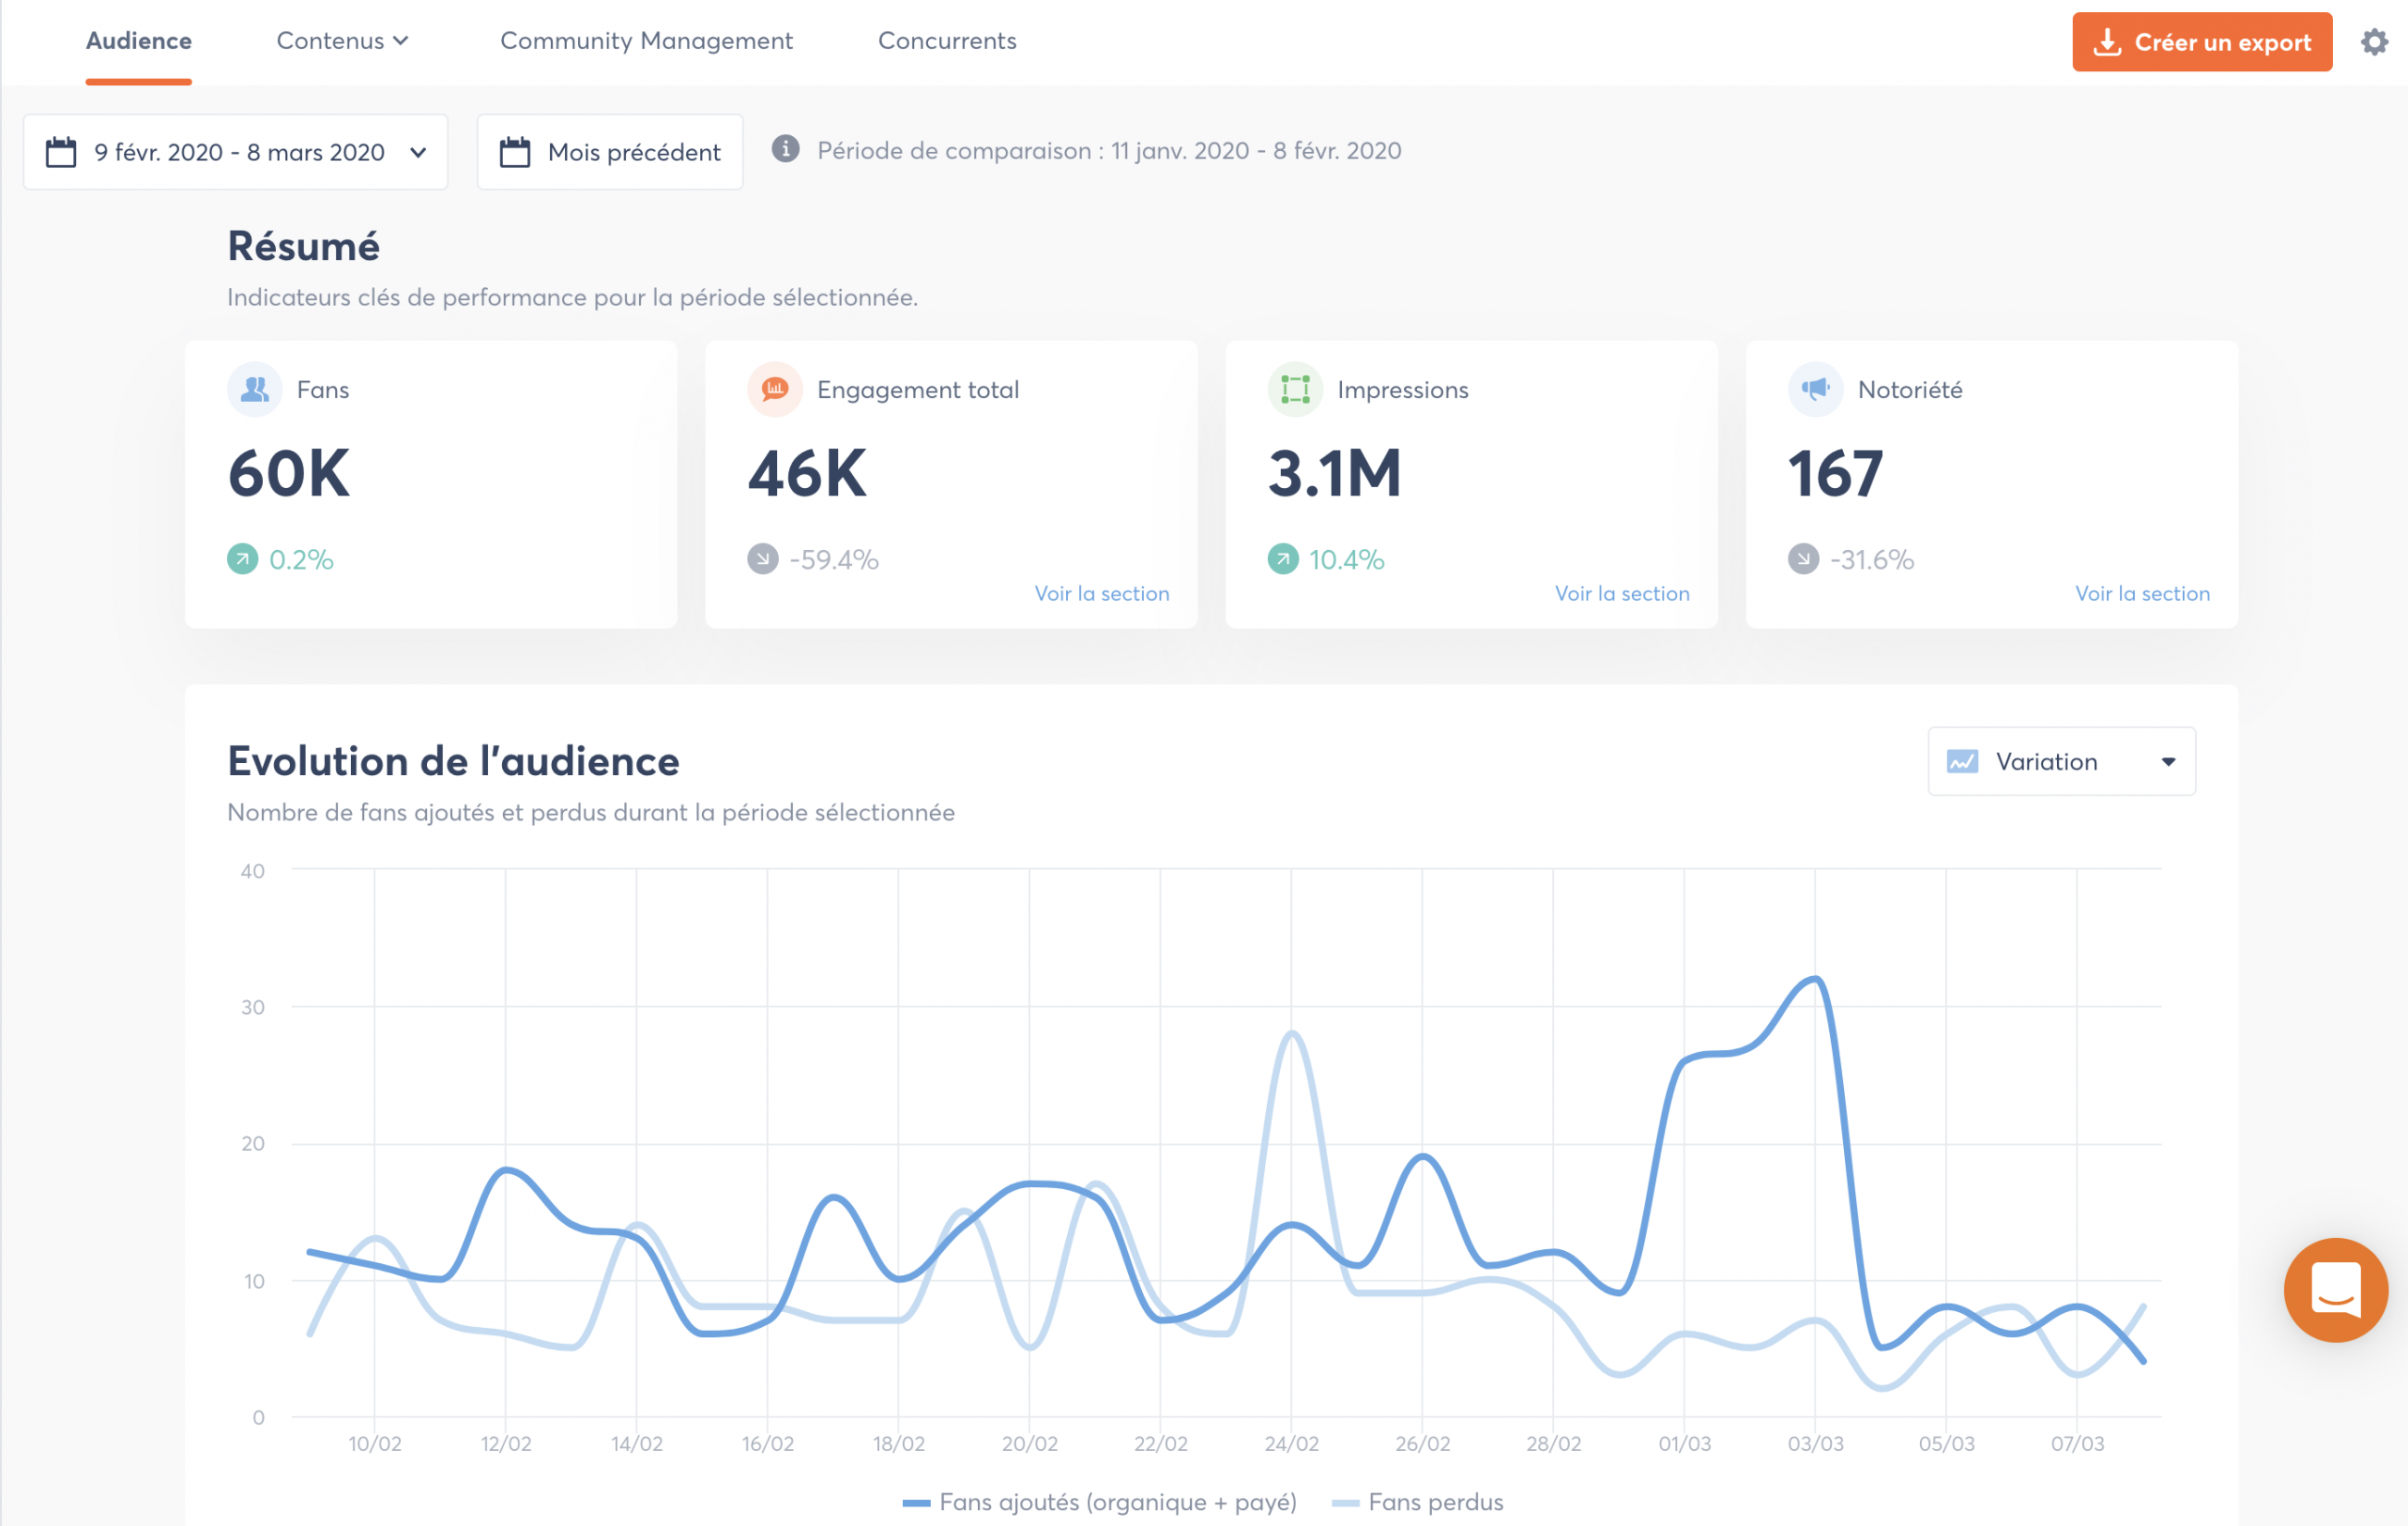 Audience Contenus Community Management Concurrents Créer un export
9 févr. 2020 - 8 mars 2020 Mois précédent Période de comparaison : 11 janv. 2020 - 8 févr. 2020
Résumé
Indicateurs clés de performance pour la période sélectionnée.
Fans
60K
0.2%
Engagement total
46K
-59.4%
Voir la section
Impressions
3.1M
10.4%
Voir la section
Notoriété
167
-31.6%
Voir la section
Evolution de l'audience
Variation
Nombre de fans ajoutés et perdus durant la période sélectionnée
40
30
20
10
0
10/02 12/02 14/02 16/02 18/02 20/02 22/02 24/02 26/02 28/02 01/03 03/03 05/03 07/03
Fans ajoutés (organique + payé) Fans perdus